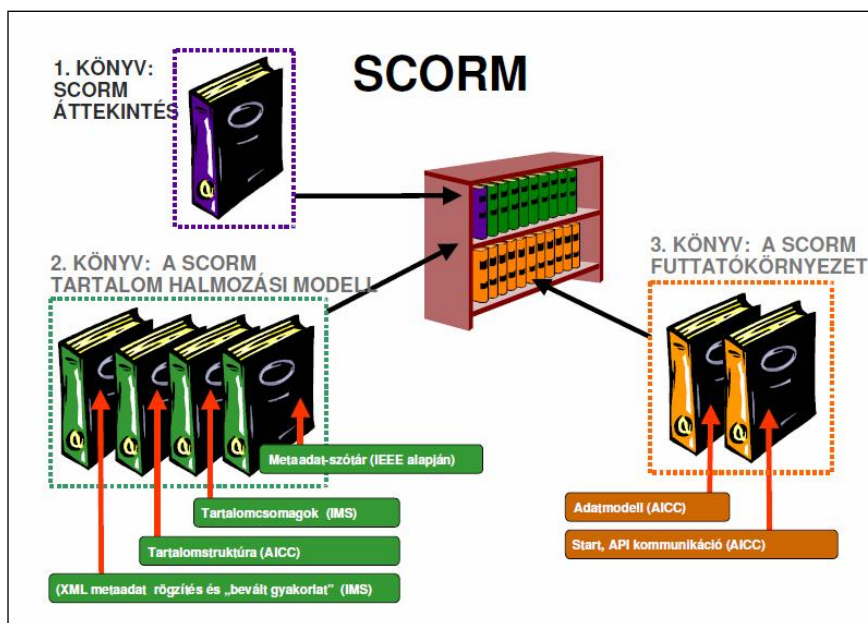 SCORM
1. KÖNYV:
SCORM
ÁTTEKINTÉS
2. KÖNYV: A SCORM
TARTALOM HALMOZÁSI MODELL
3. KÖNYV: A SCORM
FUTTATÓKÖRNYEZET
Metaadat-szótár (IEEE alapján)
Tartalomcsomagok (IMS)
Tartalomstruktúra (AICC)
(XML metaadat rögzítés és „bevált gyakorlat” (IMS)
Adatmodell (AICC)
Start, API kommunikáció (AICC)